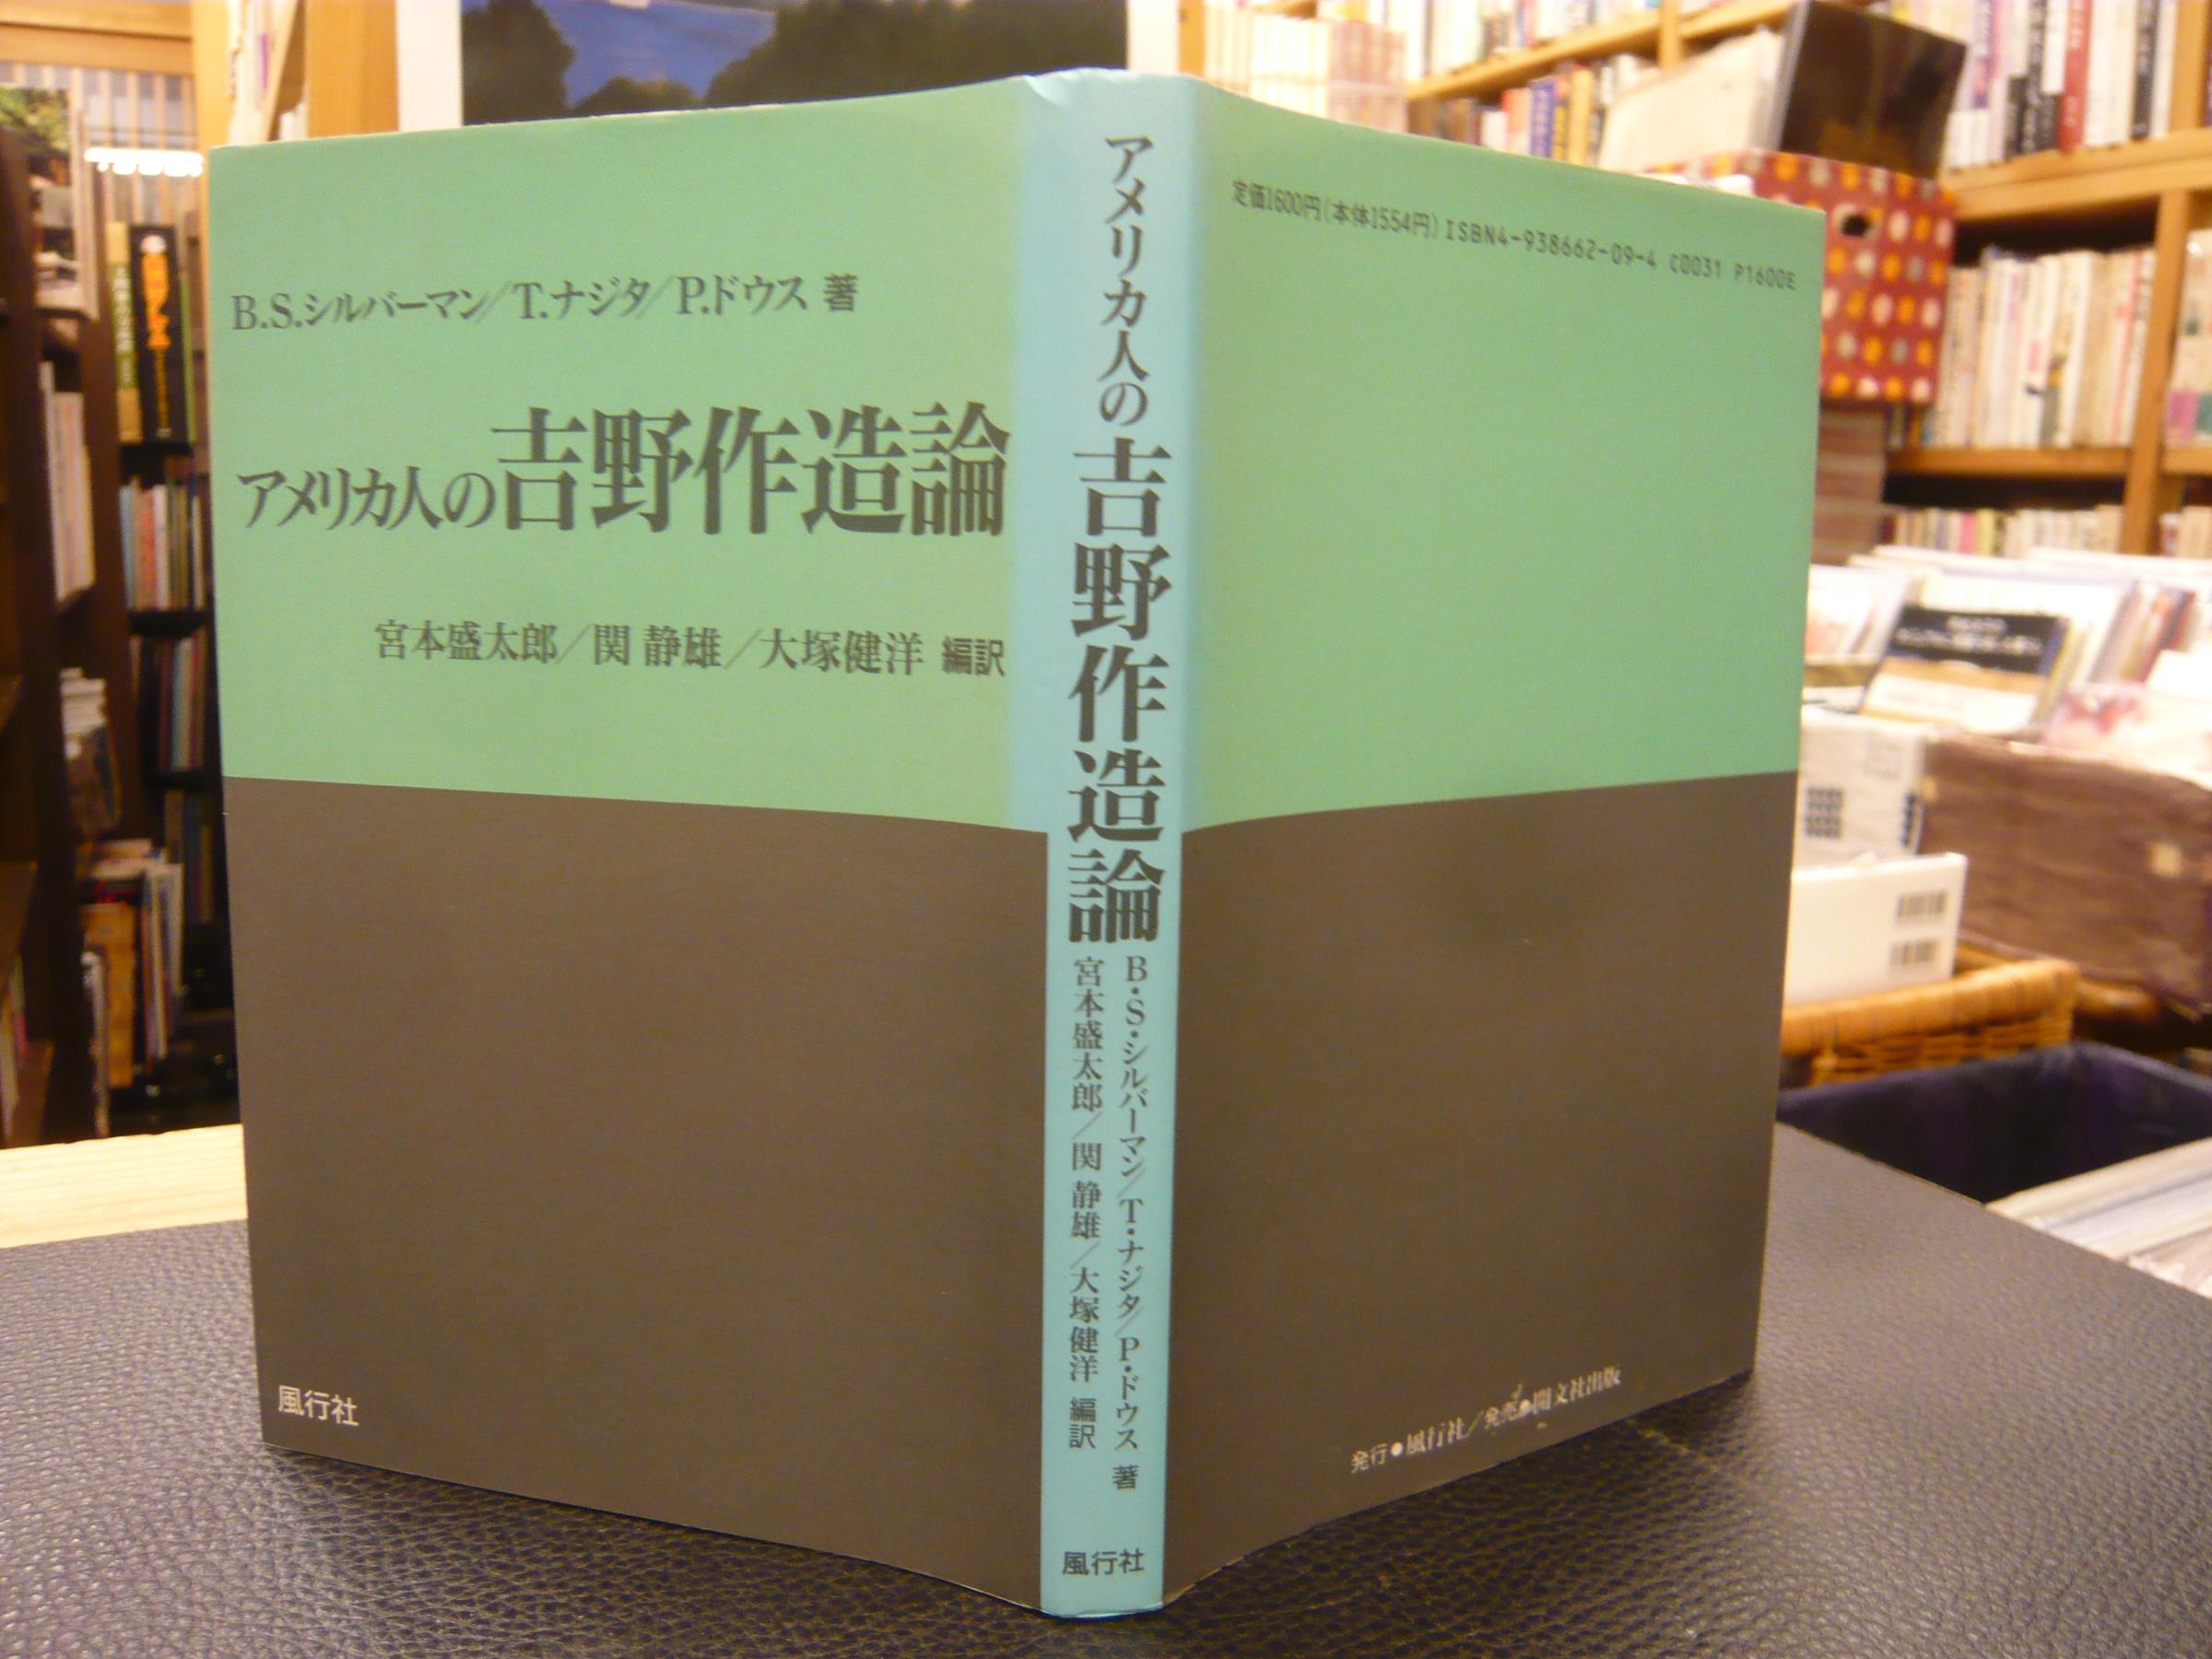 B.S.シルバーマン/T.ナジタ/P.ドウス 著
アメリカ人の吉野作造論
宮本盛太郎/関 静雄/大塚健洋 編訳
風行社
アメリカ人の吉野作造論
B・S・シルバーマン/T・ナジタ/P・ドウス 著
宮本盛太郎/関 静雄/大塚健洋 編訳
風行社
定価1600円(本体1554円) ISBN4-938662-09-4 C0031 P1600E
発行●風行社/発売●開文社出版